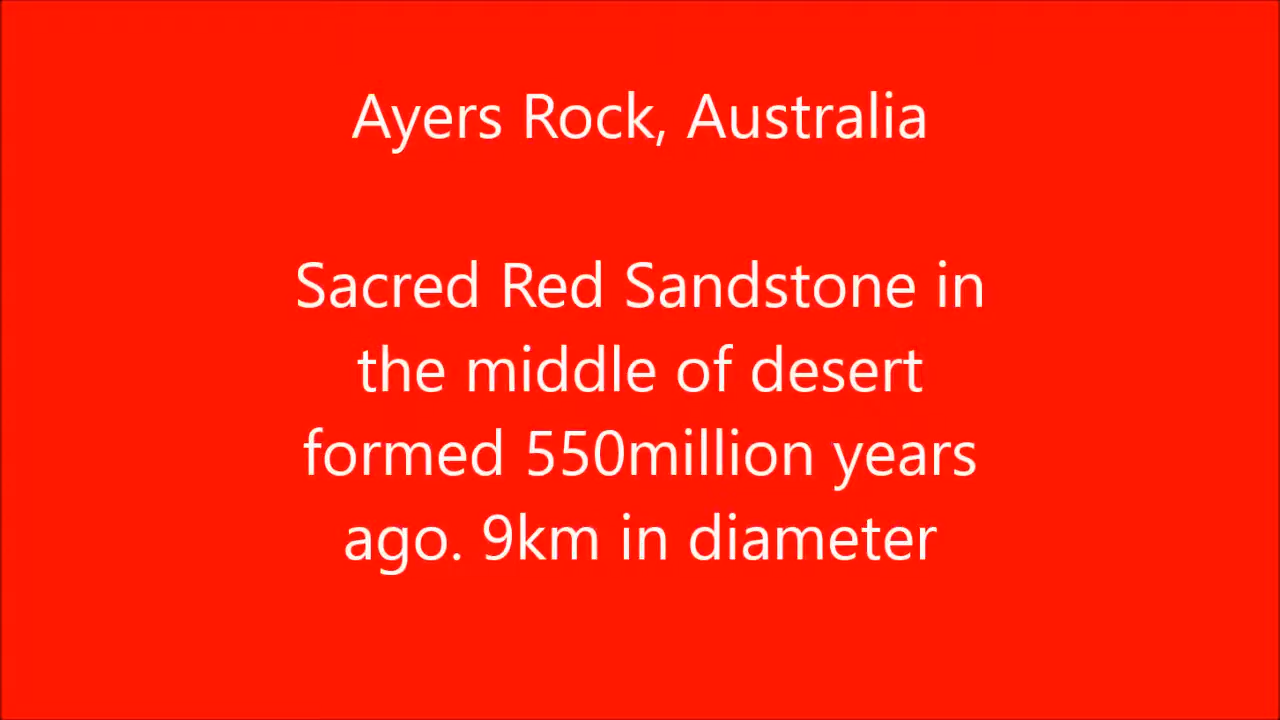 Ayers Rock, Australia
Sacred Red Sandstone in
the middle of desert
formed 550million years
ago. 9km in diameter